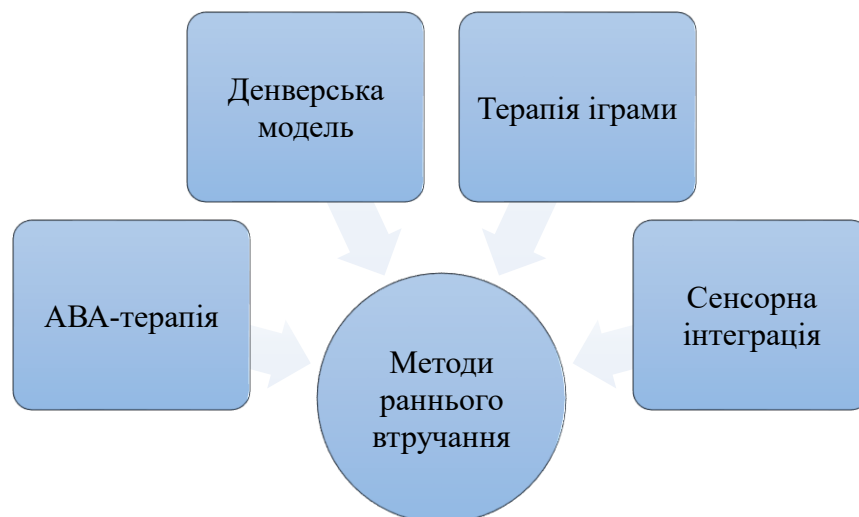 Денверська
модель
Терапія іграми
АВА-терапія
Сенсорна
інтеграція
Методи
раннього
втручання